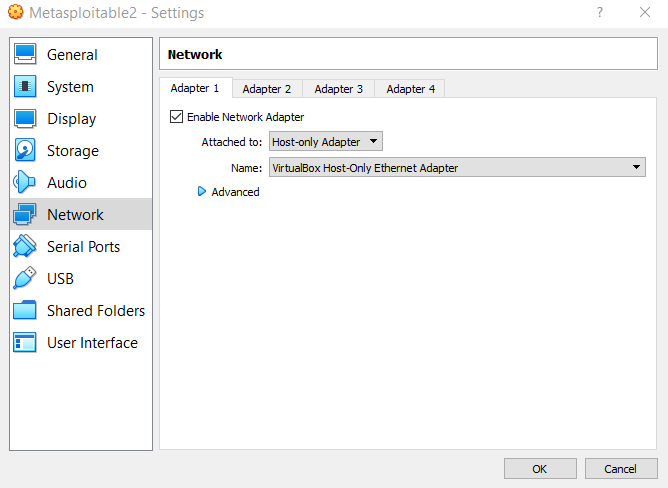 Metasploitable2 - Settings
?
General
System
Display
Storage
Audio
Network
Serial Ports
USB
Shared Folders
User Interface
Network
Adapter 1 Adapter 2 Adapter 3 Adapter 4
Enable Network Adapter
Attached to: Host-only Adapter
Name: VirtualBox Host-Only Ethernet Adapter
Advanced
OK Cancel